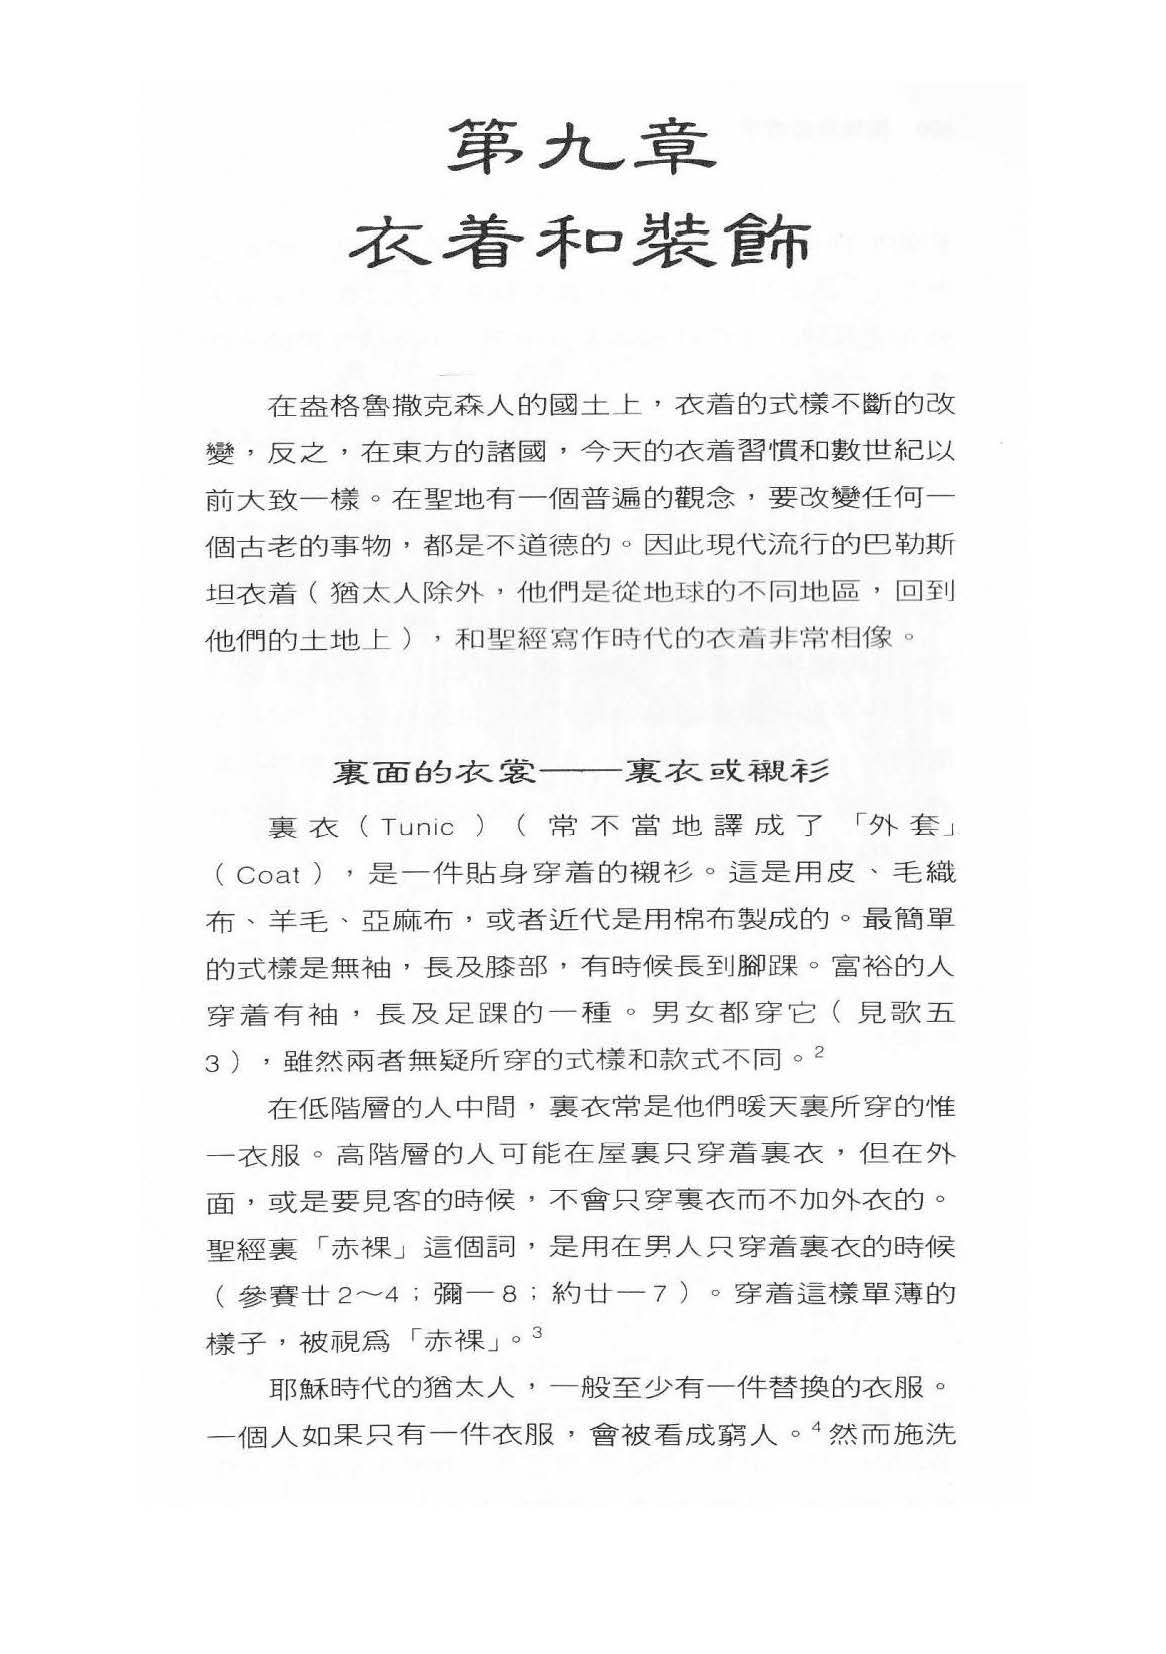 第九章
衣着和裝飾
在盎格魯撒克森人的國土上，衣着的式樣不斷的改
變，反之，在東方的諸國，今天的衣着習慣和數世紀以
前大致一樣。在聖地有一個普遍的觀念，要改變任何一
個古老的事物，都是不道德的。因此現代流行的巴勒斯
坦衣着（猶太人除外，他們是從地球的不同地區，回到
他們的土地上），和聖經寫作時代的衣着非常相像。
裏面的衣裳——裏衣或襯衫
裏衣（Tunic）（常不當地譯成了「外套」
（Coat），是一件貼身穿着的襯衫。這是用皮、毛織
布、羊毛、亞麻布，或者近代是用棉布製成的。最簡單
的式樣是無袖，長及膝部，有時候長到腳踝。富裕的人
穿着有袖，長及足踝的一種。男女都穿它（見歌五
3），雖然兩者無疑所穿的式樣和款式不同。²
在低階層的人中間，裏衣常是他們暖天裏所穿的惟
一衣服。高階層的人可能在屋裏只穿着裏衣，但在外
面，或是要見客的時候，不會只穿裏衣而不加外衣的。
聖經裏「赤裸」這個詞，是用在男人只穿着裏衣的時候
（參賽廿2～4；彌一8；約廿一7）。穿着這樣單薄的
樣子，被視爲「赤裸」。³
耶穌時代的猶太人，一般至少有一件替換的衣服。
一個人如果只有一件衣服，會被看成窮人。⁴然而施洗